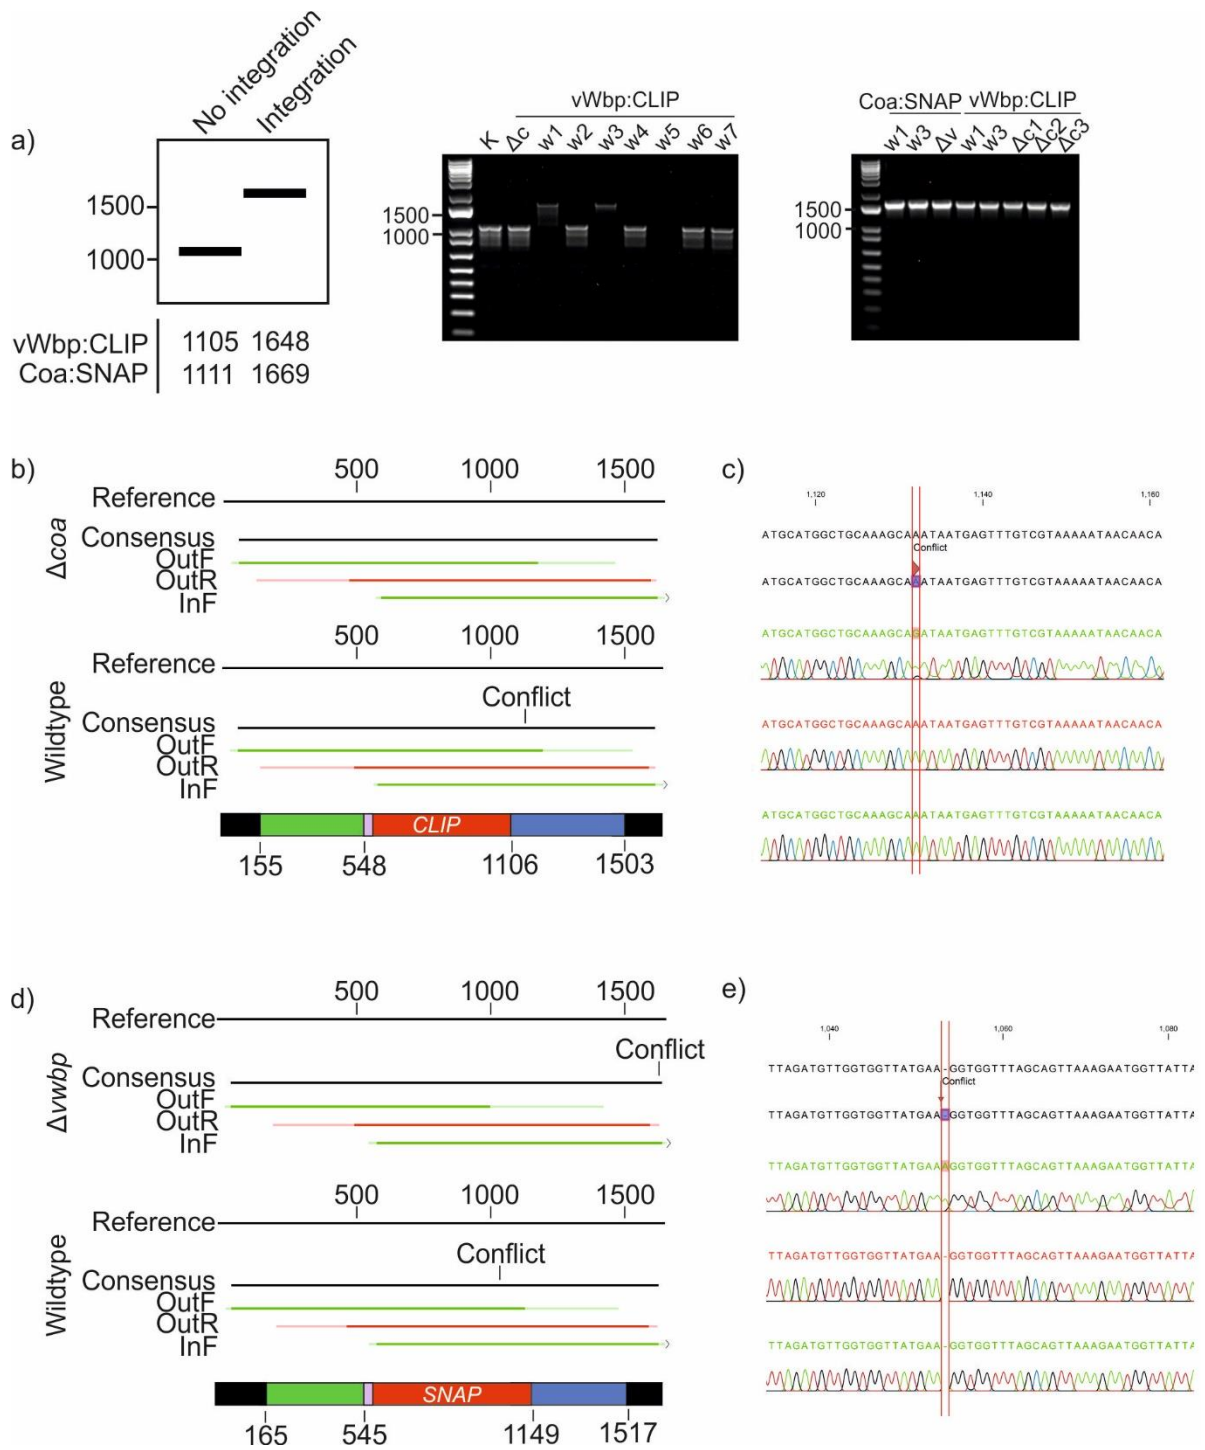 a)
No integration
Integration
1500
1000
vWbp:CLIP 1105 1648
Coa:SNAP 1111 1669
vWbp:CLIP
K Δc w1 w2 w3 w4 w5 w6 w7
1500
1000
Coa:SNAP vWbp:CLIP
w1 w3 Δv w1 w3 Δc1 Δc2 Δc3
1500
1000
b)
Δcoa
500 1000 1500
Reference
Consensus
OutF
OutR
InF
Wildtype
500 1000 1500
Reference
Conflict
Consensus
OutF
OutR
InF
CLIP
155 548 1106 1503
c)
1,120 1,140 1,160
ATGCATGGCTGCAAAGCAAATAATGAGTTTGTCGTAAAAATAACAACA
Conflict
ATGCATGGCTGCAAAGCAAATAATGAGTTTGTCGTAAAAATAACAACA
ATGCATGGCTGCAAAGCAGATAATGAGTTTGTCGTAAAAATAACAACA
ATGCATGGCTGCAAAGCAAATAATGAGTTTGTCGTAAAAATAACAACA
ATGCATGGCTGCAAAGCAAATAATGAGTTTGTCGTAAAAATAACAACA
d)
Δvwbp
500 1000 1500
Reference
Conflict
Consensus
OutF
OutR
InF
Wildtype
500 1000 1500
Reference
Conflict
Consensus
OutF
OutR
InF
SNAP
165 545 1149 1517
e)
1,040 1,060 1,080
TTAGATGTTGGTGGTTATGAA-GGTGGTTTAGCAGTTAAAGAATGGTTATTA
Conflict
TTAGATGTTGGTGGTTATGAA GGTGGTTTAGCAGTTAAAGAATGGTTATTA
TTAGATGTTGGTGGTTATGAAAGGTGGTTTAGCAGTTAAAGAATGGTTATTA
TTAGATGTTGGTGGTTATGAA-GGTGGTTTAGCAGTTAAAGAATGGTTATTA
TTAGATGTTGGTGGTTATGAA-GGTGGTTTAGCAGTTAAAGAATGGTTATTA